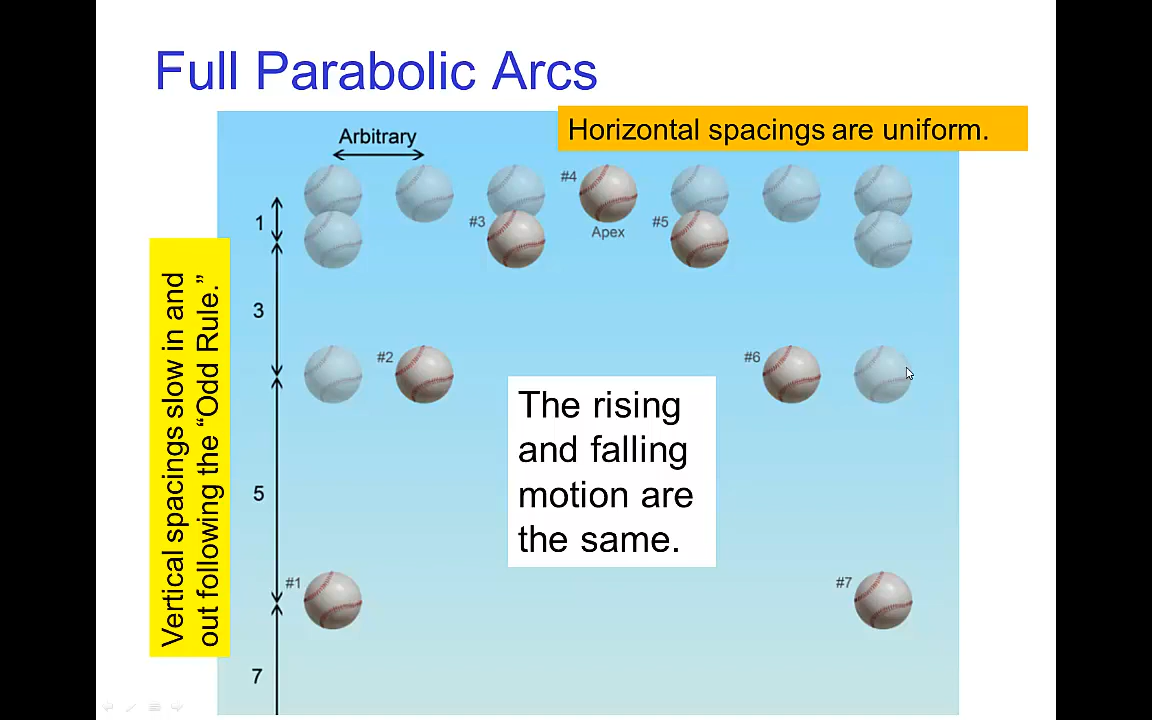 Full Parabolic Arcs
Horizontal spacings are uniform.
Arbitrary
#4
#3
Apex
#5
1
3
#2
#6
Vertical spacings slow in and
out following the “Odd Rule.”
The rising
and falling
motion are
the same.
5
#1
#7
7